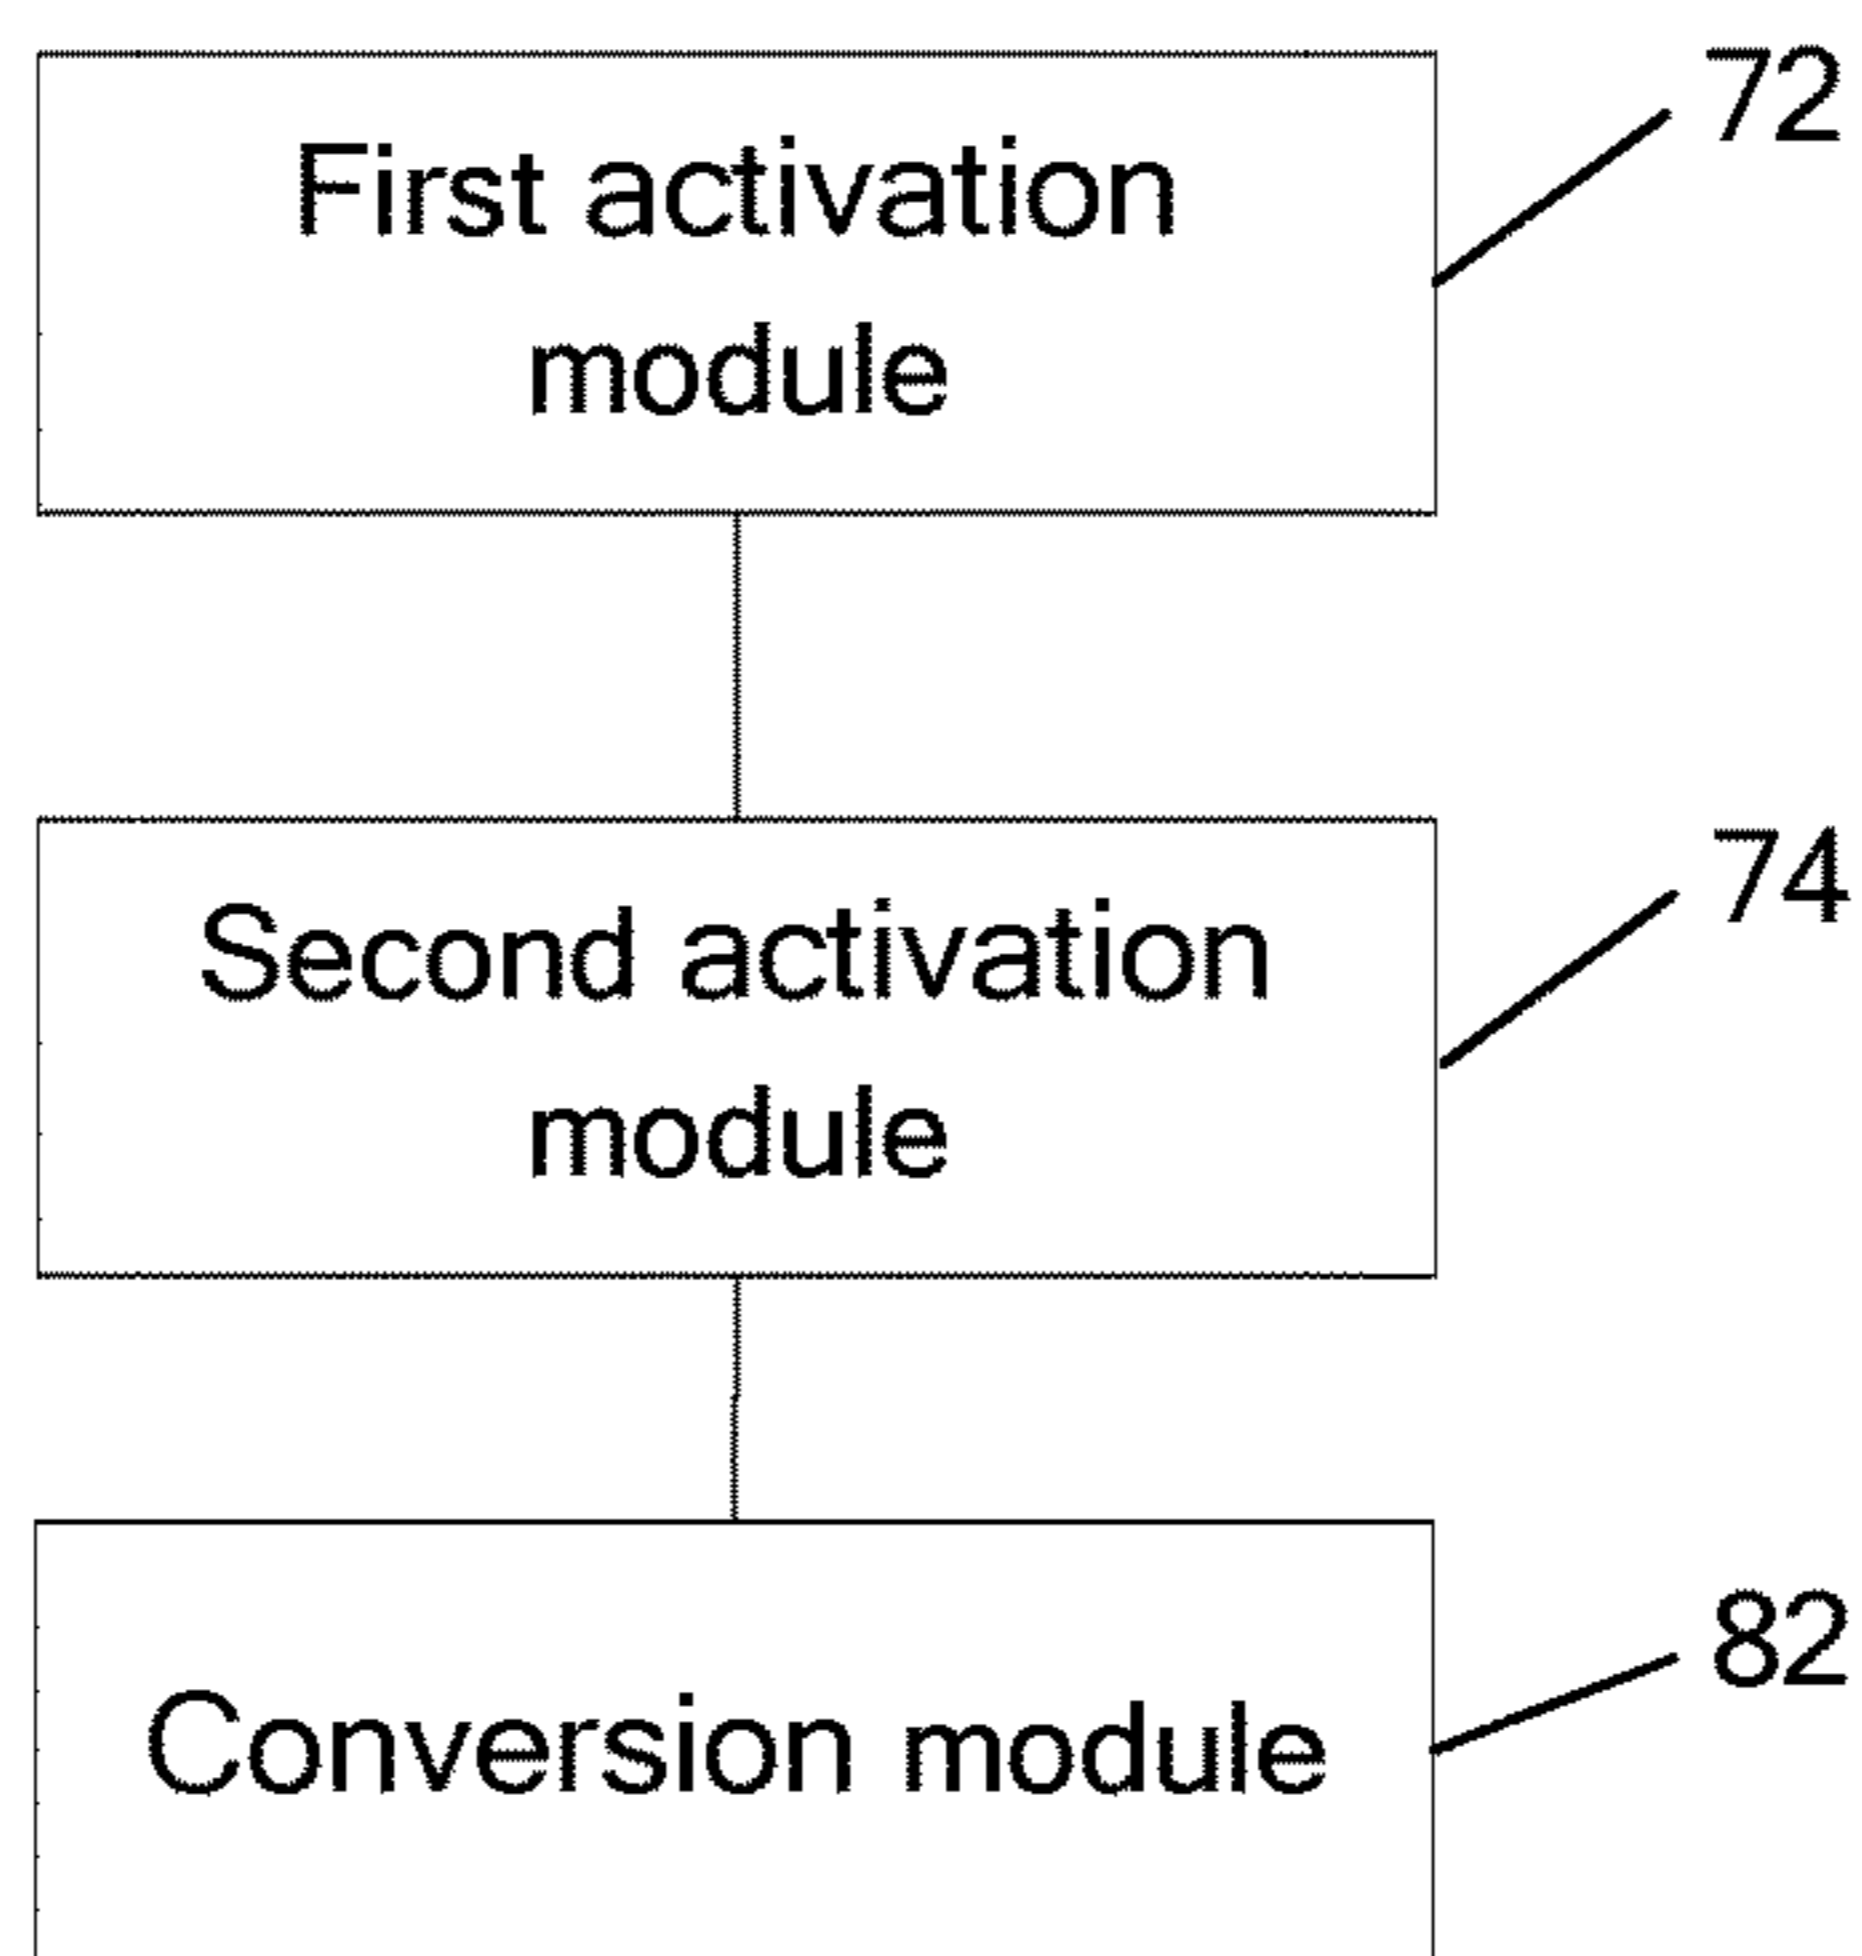 72
First activation
module
74
Second activation
module
82
Conversion module